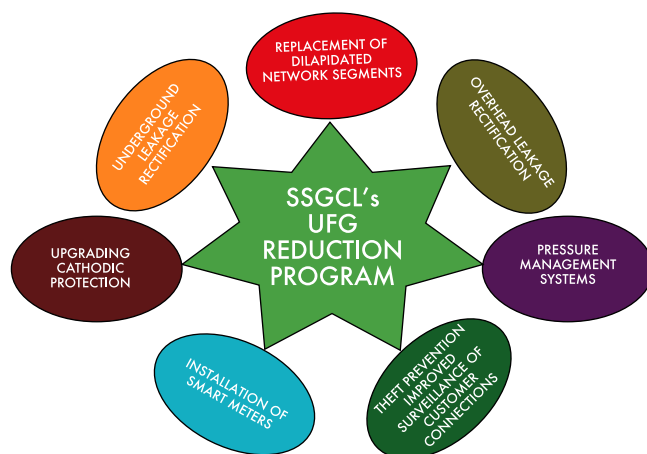 REPLACEMENT OF
DILAPIDATED
NETWORK SEGMENTS
UNDERGROUND
LEAKAGE
RECTIFICATION
OVERHEAD LEAKAGE
RECTIFICATION
SSGCL's
UFG
REDUCTION
PROGRAM
UPGRADING
CATHODIC
PROTECTION
PRESSURE
MANAGEMENT
SYSTEMS
INSTALLATION OF
SMART METERS
THEFT PREVENTION
IMPROVED
SURVEILLANCE OF
CUSTOMER
CONNECTIONS